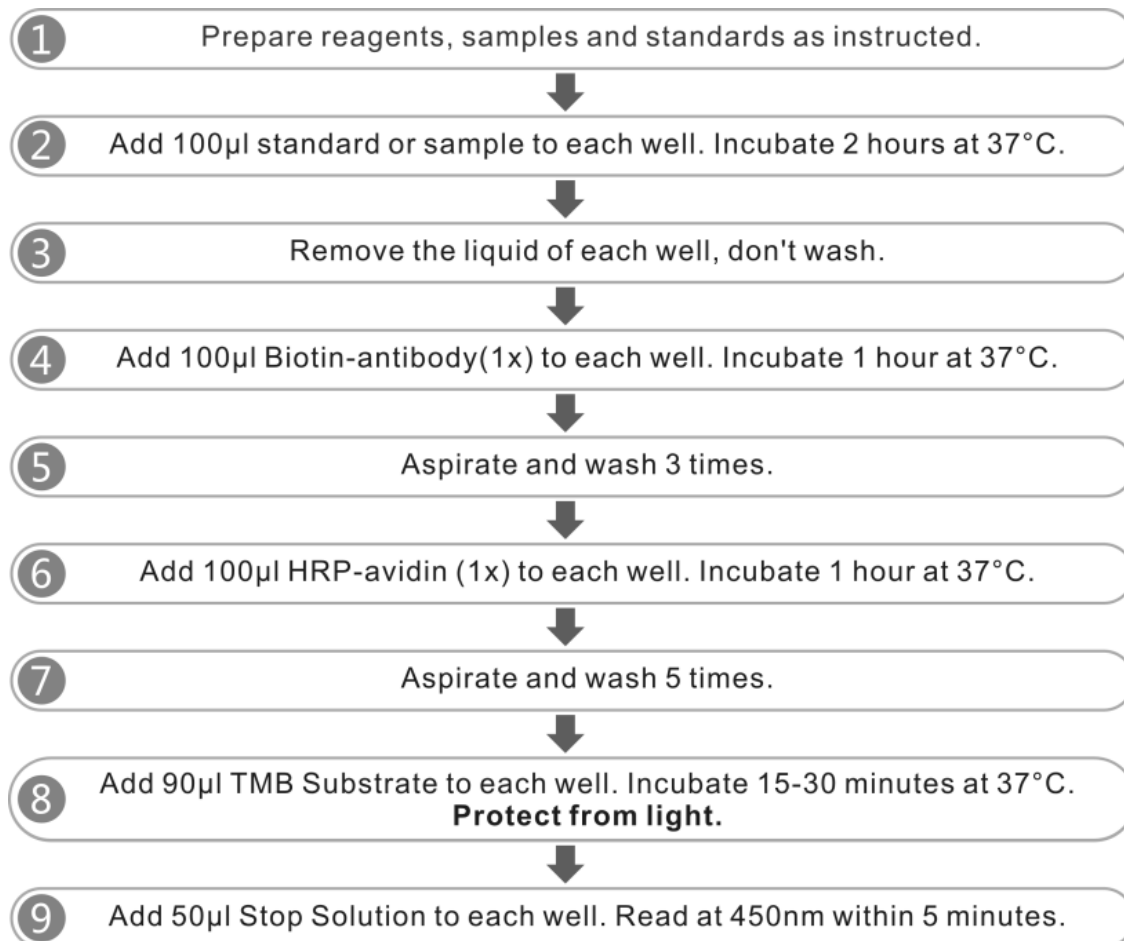 1 Prepare reagents, samples and standards as instructed.
2 Add 100µl standard or sample to each well. Incubate 2 hours at 37°C.
3 Remove the liquid of each well, don't wash.
4 Add 100µl Biotin-antibody(1x) to each well. Incubate 1 hour at 37°C.
5 Aspirate and wash 3 times.
6 Add 100µl HRP-avidin (1x) to each well. Incubate 1 hour at 37°C.
7 Aspirate and wash 5 times.
8 Add 90µl TMB Substrate to each well. Incubate 15-30 minutes at 37°C.
Protect from light.
9 Add 50µl Stop Solution to each well. Read at 450nm within 5 minutes.